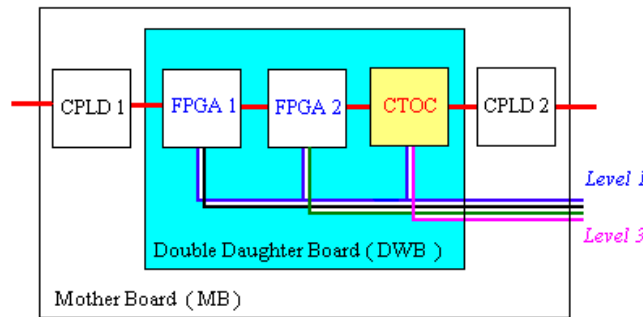 CPLD 1
FPGA 1
FPGA 2
CTOC
CPLD 2
Level 1
Level 3
Double Daughter Board ( DWB )
Mother Board ( MB )